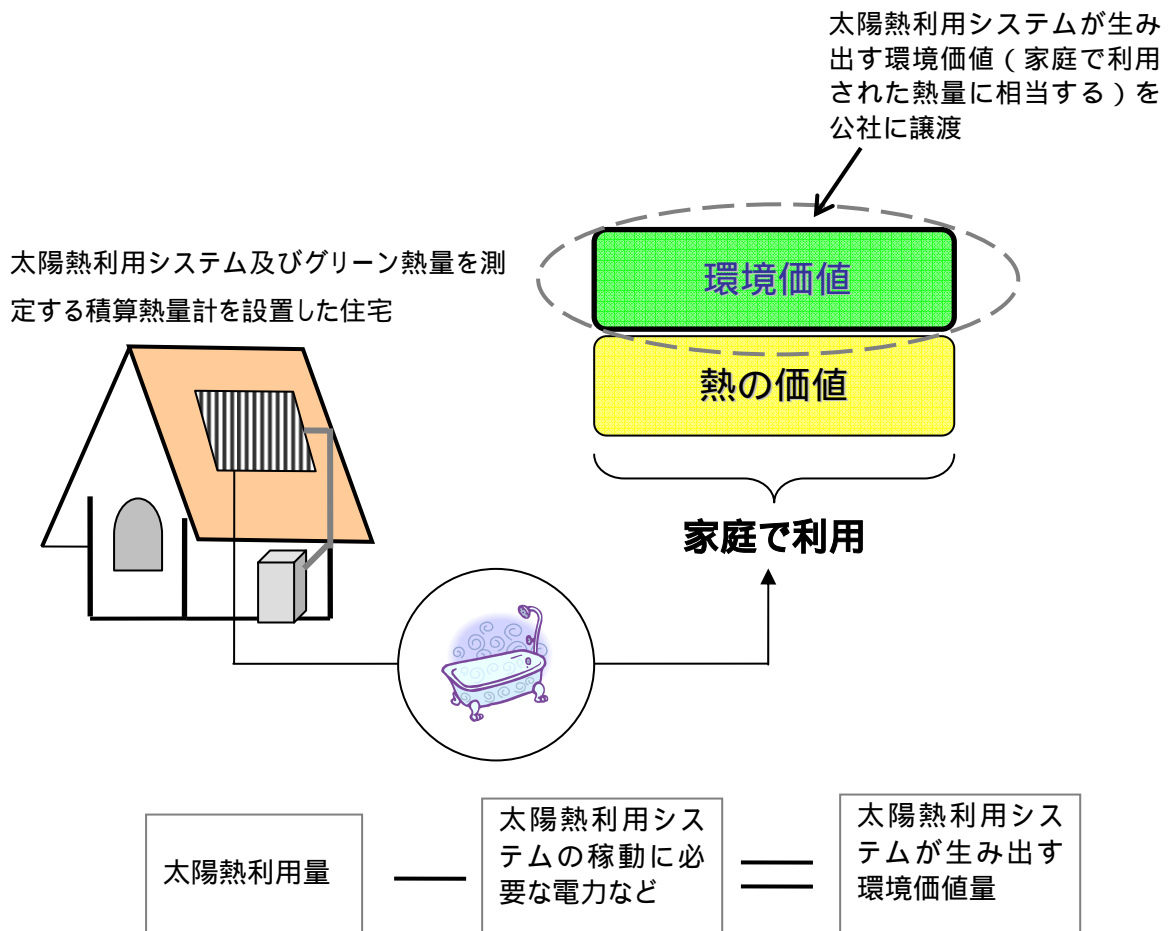 太陽熱利用システムが生み
出す環境価値(家庭で利用
された熱量に相当する)を
公社に譲渡
太陽熱利用システム及びグリーン熱量を測
定する積算熱量計を設置した住宅
環境価値
熱の価値
家庭で利用
太陽熱利用量
太陽熱利用シス
テムの稼動に必
要な電力など
太陽熱利用シス
テムが生み出す
環境価値量